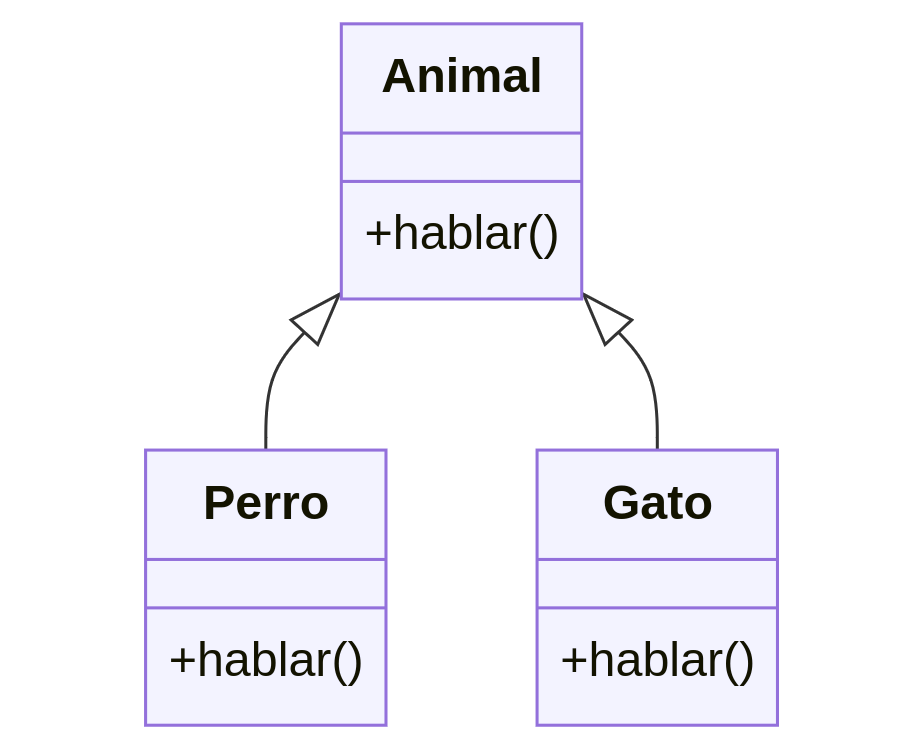 Animal
+hablar()
Perro
+hablar()
Gato
+hablar()